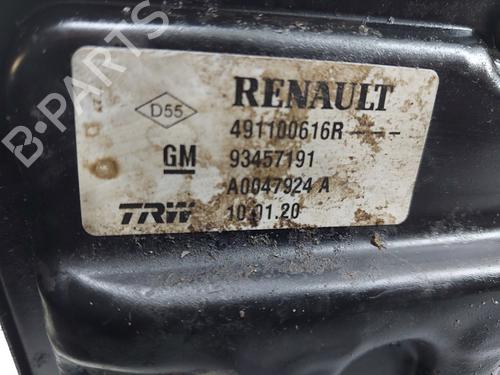 B-PARTS
D55
RENAULT
491100616R----
GM 93457191
A0047924 A
TRW 10.01.20